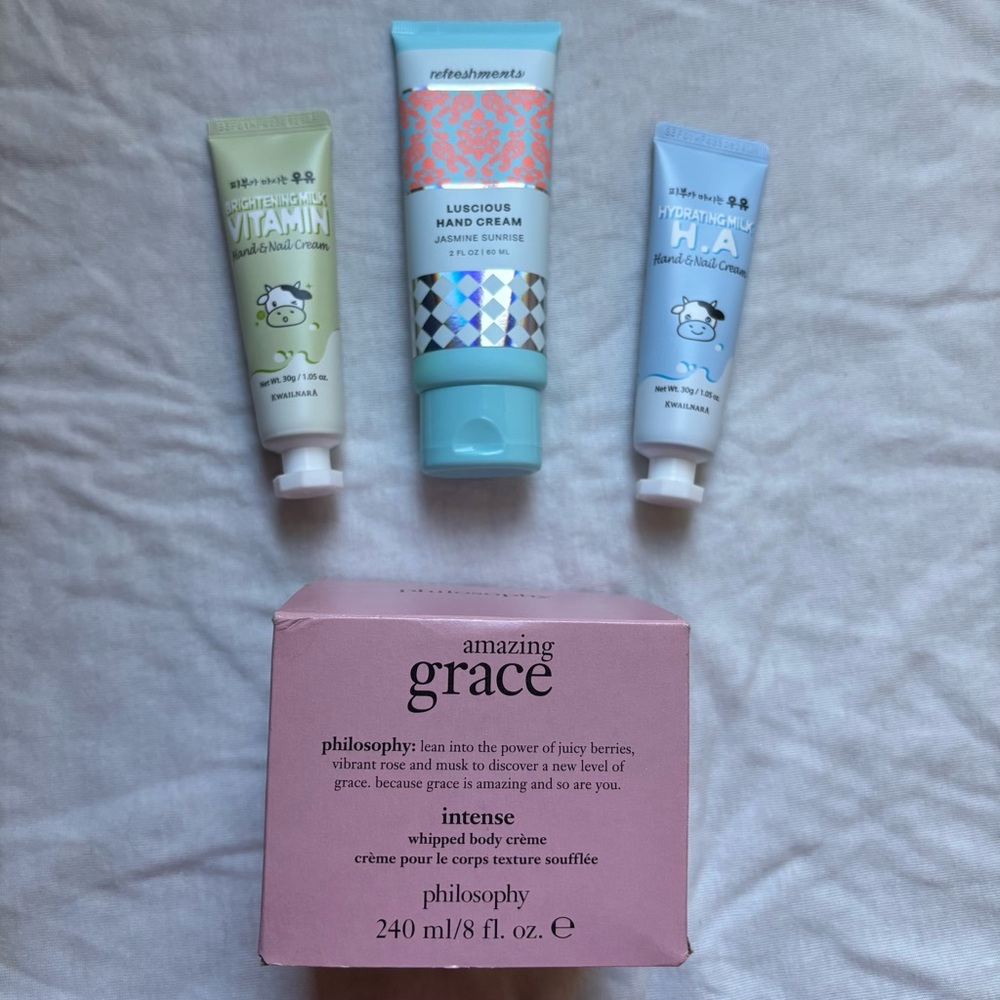 피부가 마시는 우유
BRIGHTENING MILK
VITAMIN
Hand & Nail Cream
Net Wt. 30g / 1.05 oz.
KWAILNARA
refreshments
LUSCIOUS
HAND CREAM
JASMINE SUNRISE
2 FL OZ | 60 ML
피부가 마시는 우유
HYDRATING MILK
H.A
Hand & Nail Cream
Net Wt. 30g / 1.05 oz.
KWAILNARA
philosophy
amazing
grace
philosophy: lean into the power of juicy berries,
vibrant rose and musk to discover a new level of
grace. because grace is amazing and so are you.
intense
whipped body crème
crème pour le corps texture soufflée
philosophy
240 ml/8 fl. oz. ℮